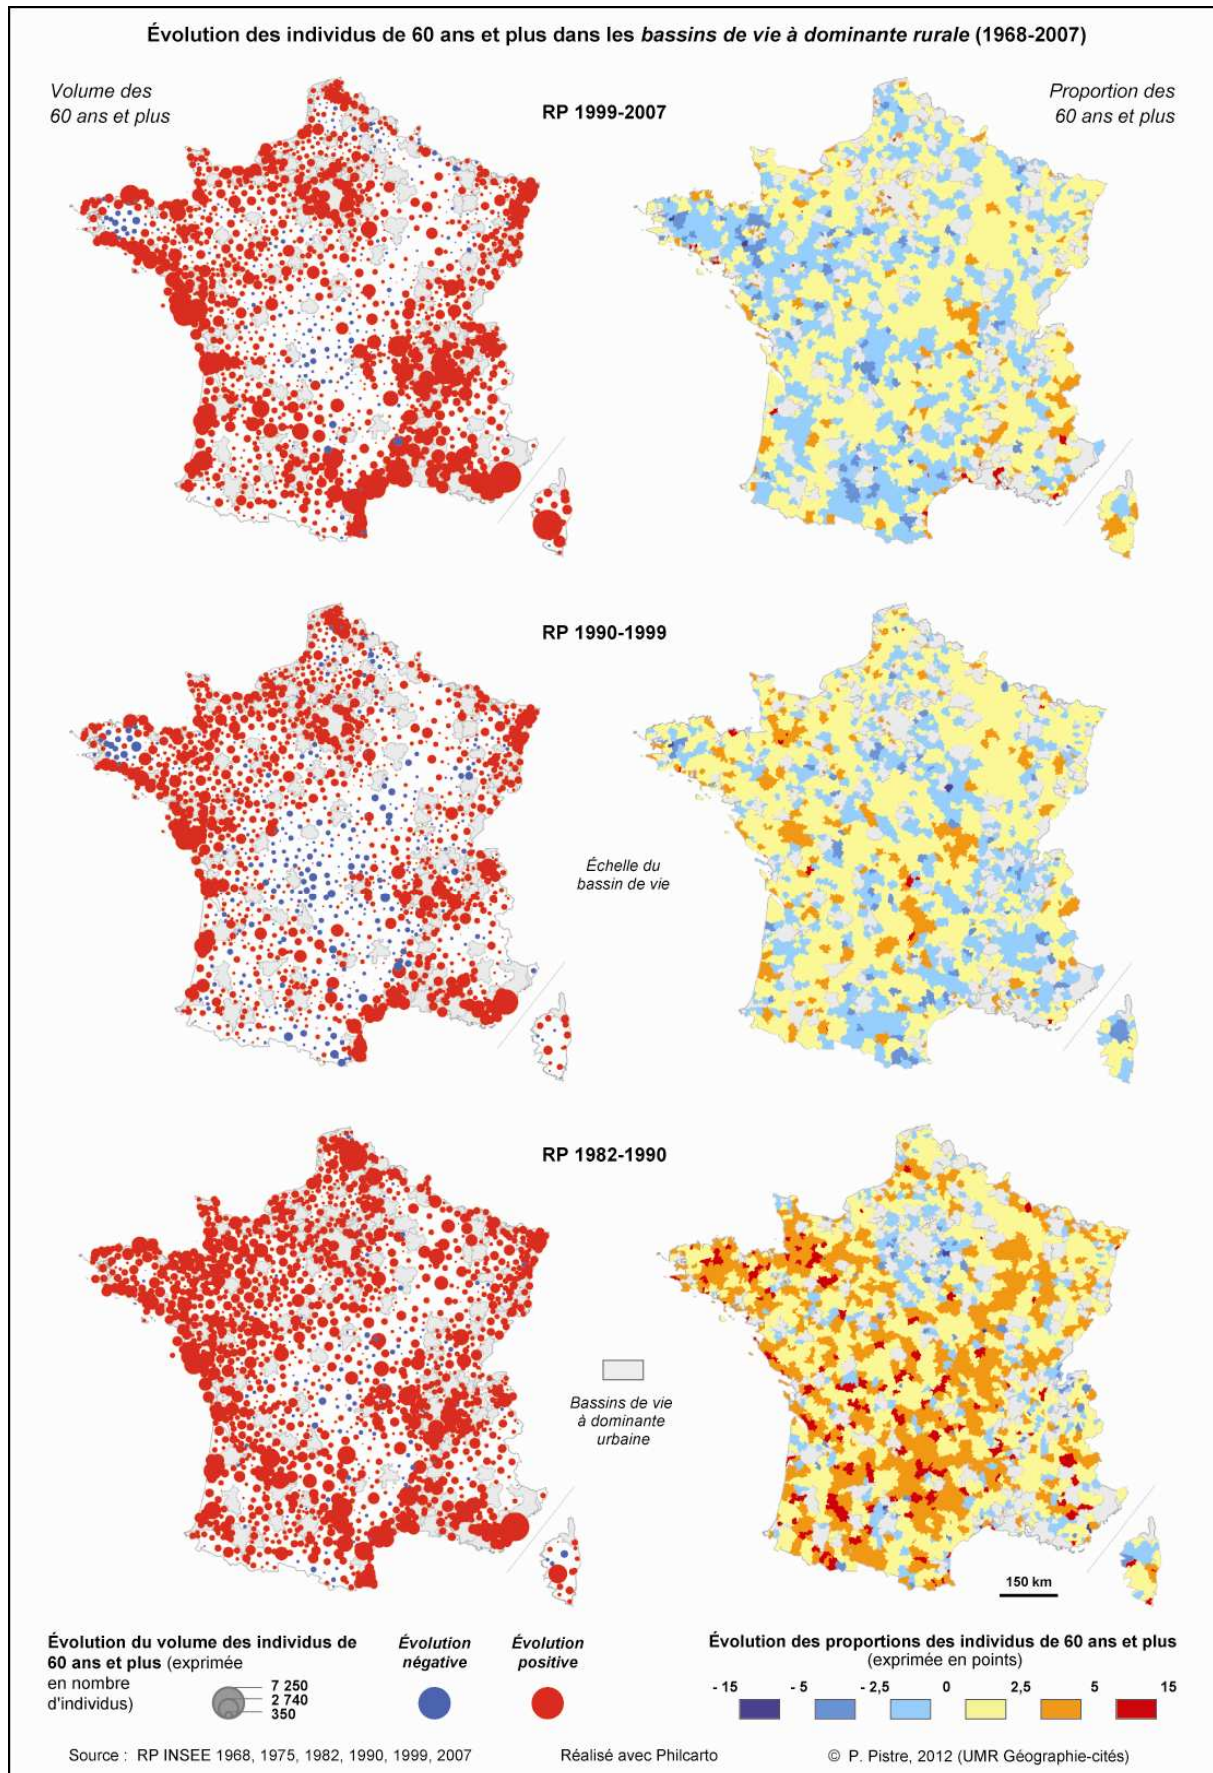 Évolution des individus de 60 ans et plus dans les bassins de vie à dominante rurale (1968-2007)
Volume des
60 ans et plus
RP 1999-2007
Proportion des
60 ans et plus
RP 1990-1999
Échelle du
bassin de vie
RP 1982-1990
Bassins de vie
à dominante
urbaine
150 km
Évolution du volume des individus de
60 ans et plus (exprimée
en nombre
d'individus)
7 250
2 740
350
Évolution
négative
Évolution
positive
Évolution des proportions des individus de 60 ans et plus
(exprimée en points)
- 15 - 5 - 2,5 0 2,5 5 15
Source : RP INSEE 1968, 1975, 1982, 1990, 1999, 2007
Réalisé avec Philcarto
© P. Pistre, 2012 (UMR Géographie-cités)